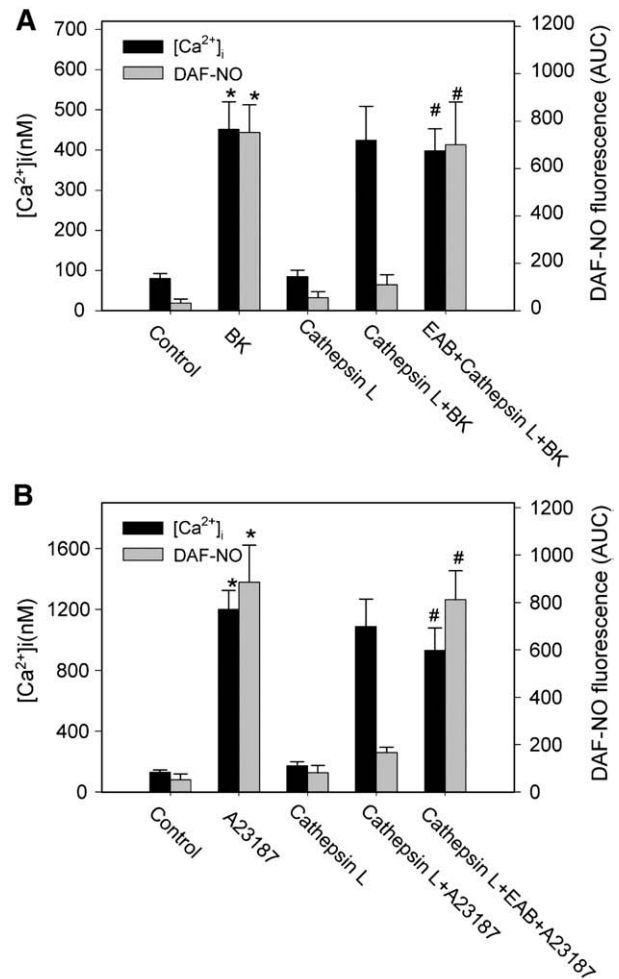 A
[Ca²⁺]ᵢ
DAF-NO
700
600
500
400
300
200
100
0
[Ca²⁺]i(nM)
* *
# #
1200
1000
800
600
400
200
0
DAF-NO fluorescence (AUC)
Control
BK
Cathepsin L
Cathepsin L+BK
EAB+Cathepsin L+BK
B
[Ca²⁺]ᵢ
DAF-NO
1600
1200
800
400
0
[Ca²⁺]i(nM)
* *
# #
1200
1000
800
600
400
200
0
DAF-NO fluorescence (AUC)
Control
A23187
Cathepsin L
Cathepsin L+A23187
Cathepsin L+EAB+A23187